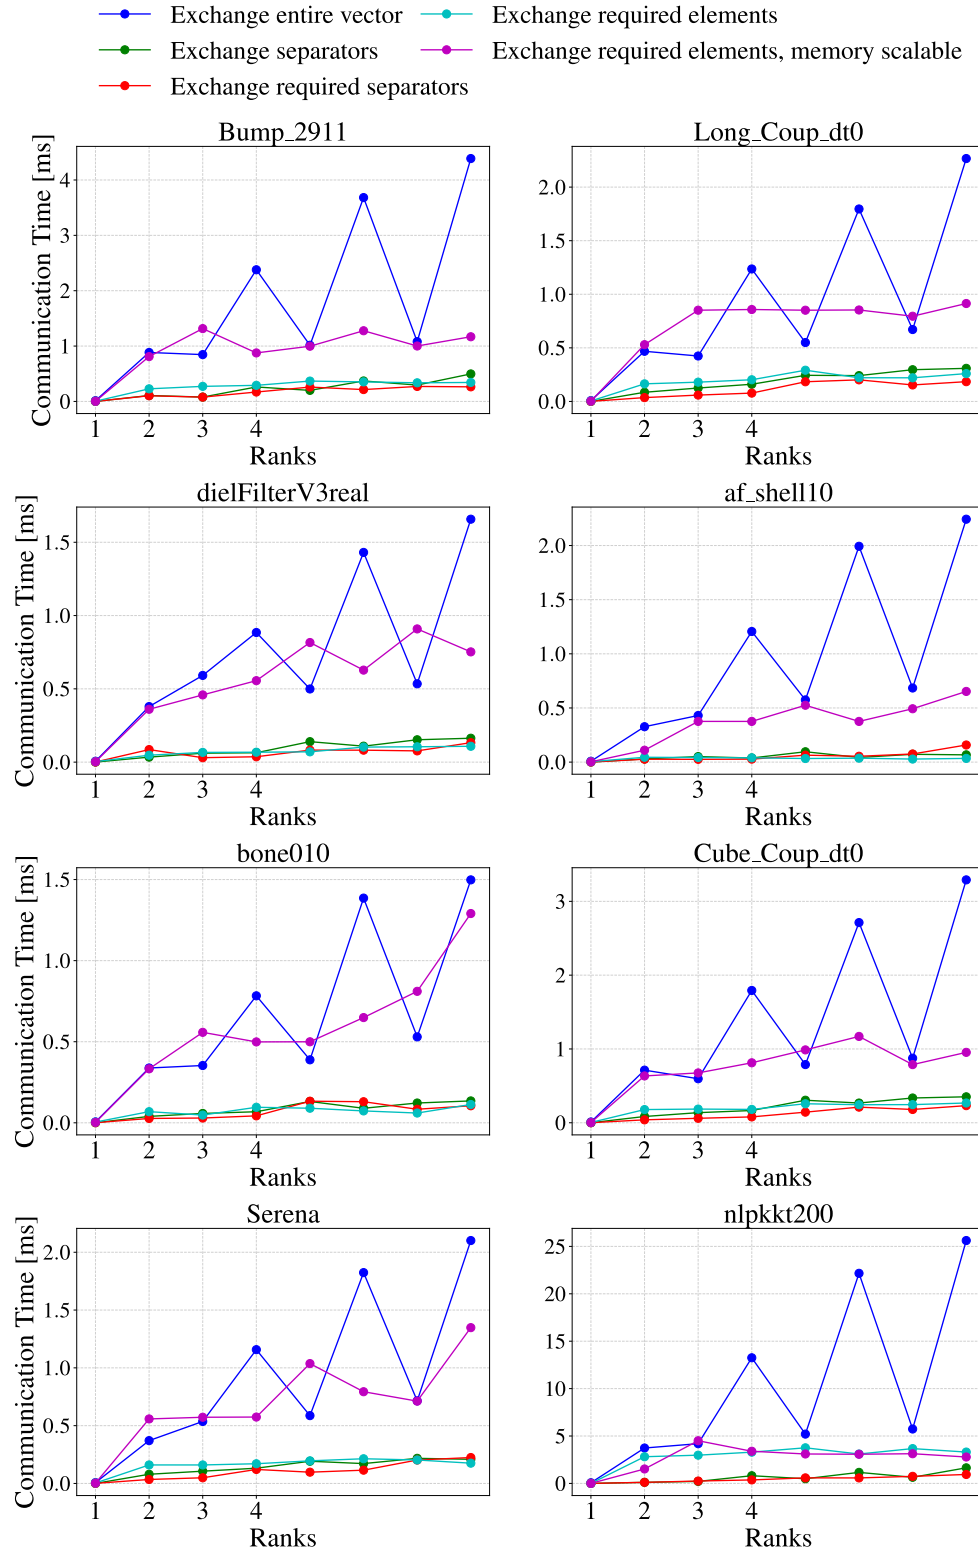 Exchange entire vector
Exchange separators
Exchange required separators
Exchange required elements
Exchange required elements, memory scalable
Bump_2911
Communication Time [ms]
4
3
2
1
0
1 2 3 4
Ranks
Long_Coup_dt0
2.0
1.5
1.0
0.5
0.0
1 2 3 4
Ranks
dielFilterV3real
Communication Time [ms]
1.5
1.0
0.5
0.0
1 2 3 4
Ranks
af_shell10
2.0
1.5
1.0
0.5
0.0
1 2 3 4
Ranks
bone010
Communication Time [ms]
1.5
1.0
0.5
0.0
1 2 3 4
Ranks
Cube_Coup_dt0
3
2
1
0
1 2 3 4
Ranks
Serena
Communication Time [ms]
2.0
1.5
1.0
0.5
0.0
1 2 3 4
Ranks
nlpkkt200
25
20
15
10
5
0
1 2 3 4
Ranks